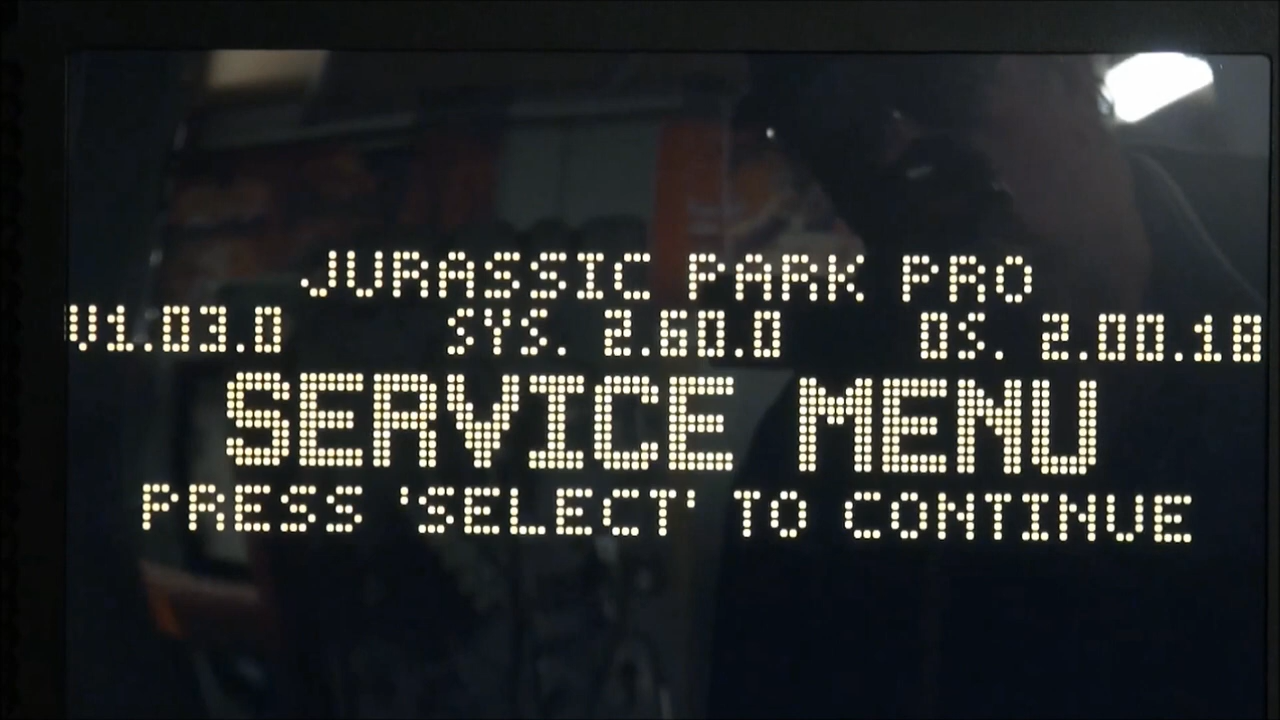 JURASSIC PARK PRO
V1.03.0 SYS. 2.60.0 OS. 2.00.18
SERVICE MENU
PRESS 'SELECT' TO CONTINUE